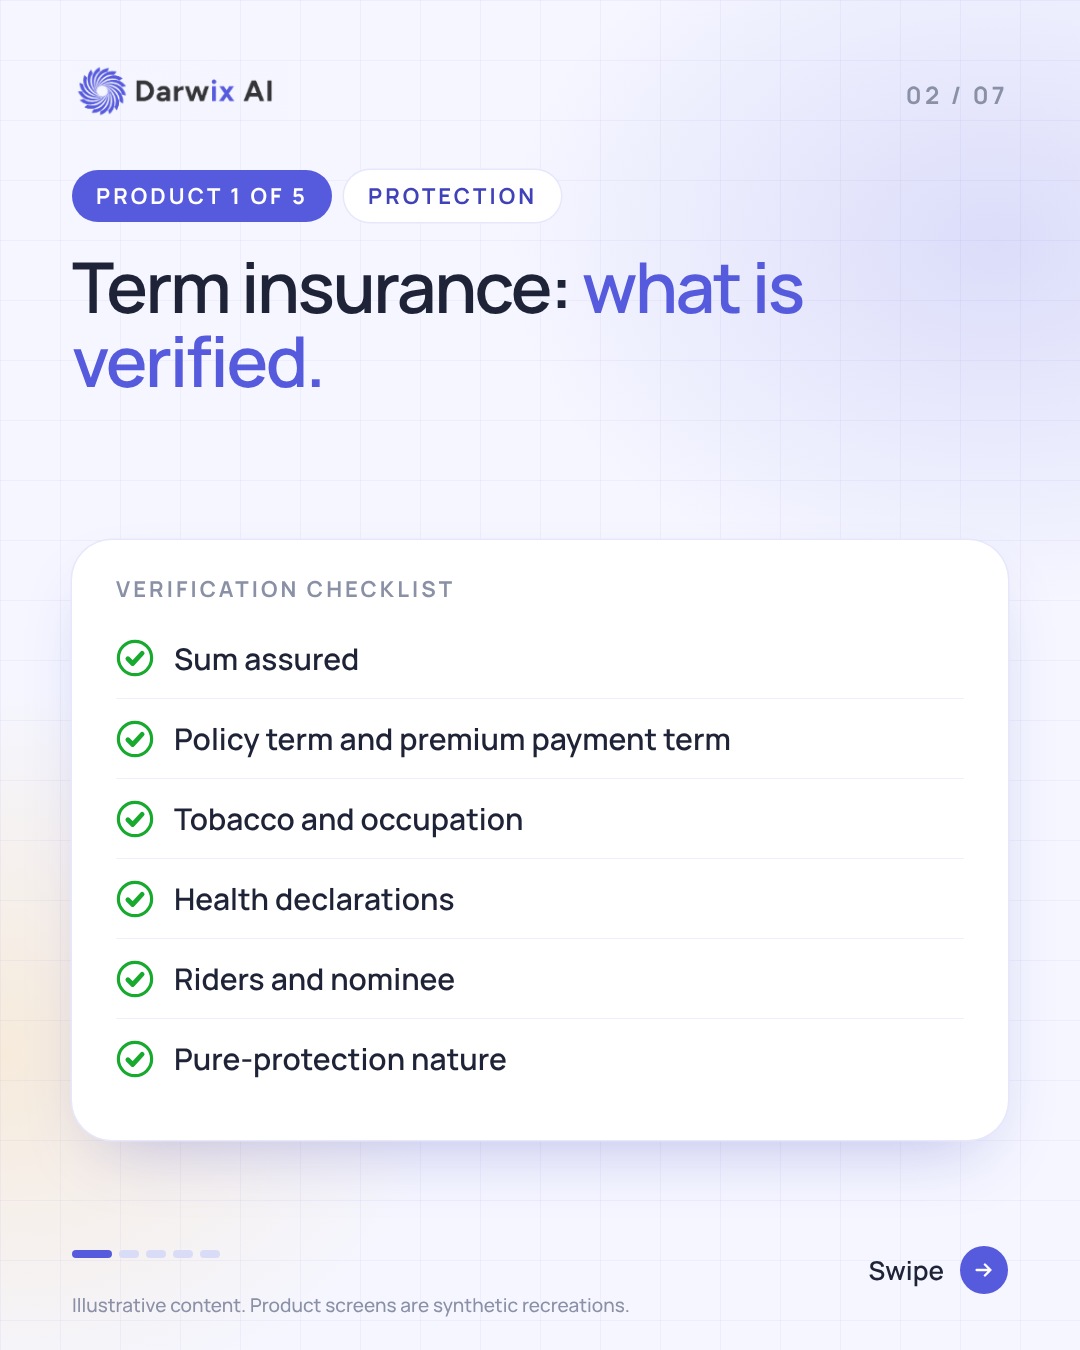 Darwix AI
02 / 07
PRODUCT 1 OF 5
PROTECTION
Term insurance: what is
verified.
VERIFICATION CHECKLIST
Sum assured
Policy term and premium payment term
Tobacco and occupation
Health declarations
Riders and nominee
Pure-protection nature
Swipe
Illustrative content. Product screens are synthetic recreations.